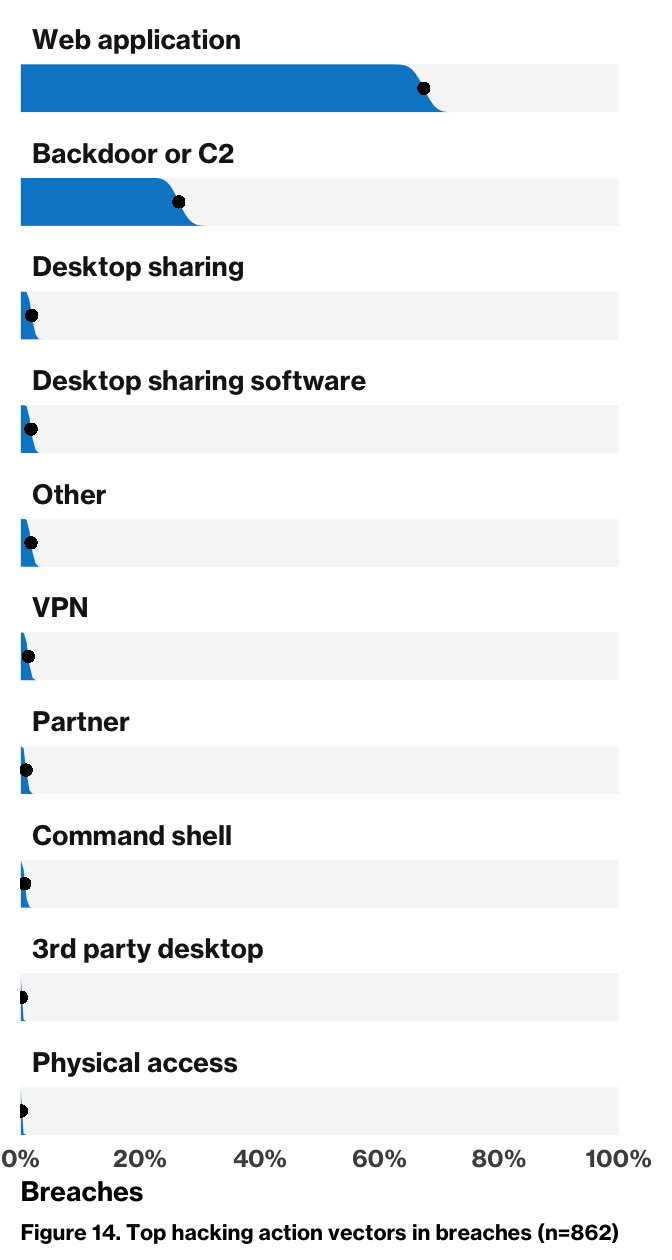 Web application
Backdoor or C2
Desktop sharing
Desktop sharing software
Other
VPN
Partner
Command shell
3rd party desktop
Physical access
0% 20% 40% 60% 80% 100%
Breaches
Figure 14. Top hacking action vectors in breaches (n=862)